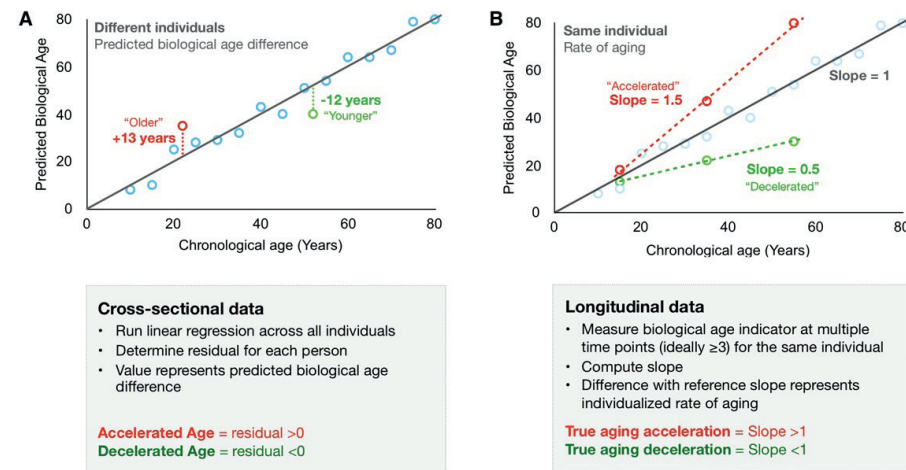 A
Different individuals
Predicted biological age difference
Predicted Biological Age
80
60
40
20
0
“Older”
+13 years
-12 years
“Younger”
0
20
40
60
80
Chronological age (Years)
Cross-sectional data
• Run linear regression across all individuals
• Determine residual for each person
• Value represents predicted biological age
difference
Accelerated Age = residual >0
Decelerated Age = residual <0
B
Same individual
Rate of aging
Predicted Biological Age
80
60
40
20
0
“Accelerated”
Slope = 1.5
Slope = 1
Slope = 0.5
“Decelerated”
0
20
40
60
80
Chronological age (Years)
Longitudinal data
• Measure biological age indicator at multiple
time points (ideally ≥3) for the same individual
• Compute slope
• Difference with reference slope represents
individualized rate of aging
True aging acceleration = Slope >1
True aging deceleration = Slope <1